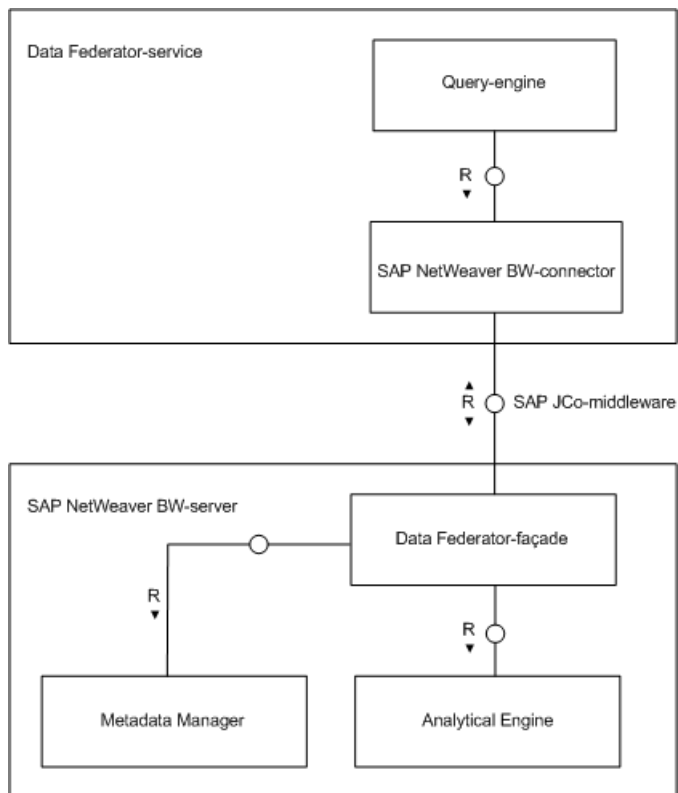 Data Federator-service
Query-engine
R
SAP NetWeaver BW-connector
R
SAP JCo-middleware
SAP NetWeaver BW-server
Data Federator-façade
R
R
Metadata Manager
Analytical Engine